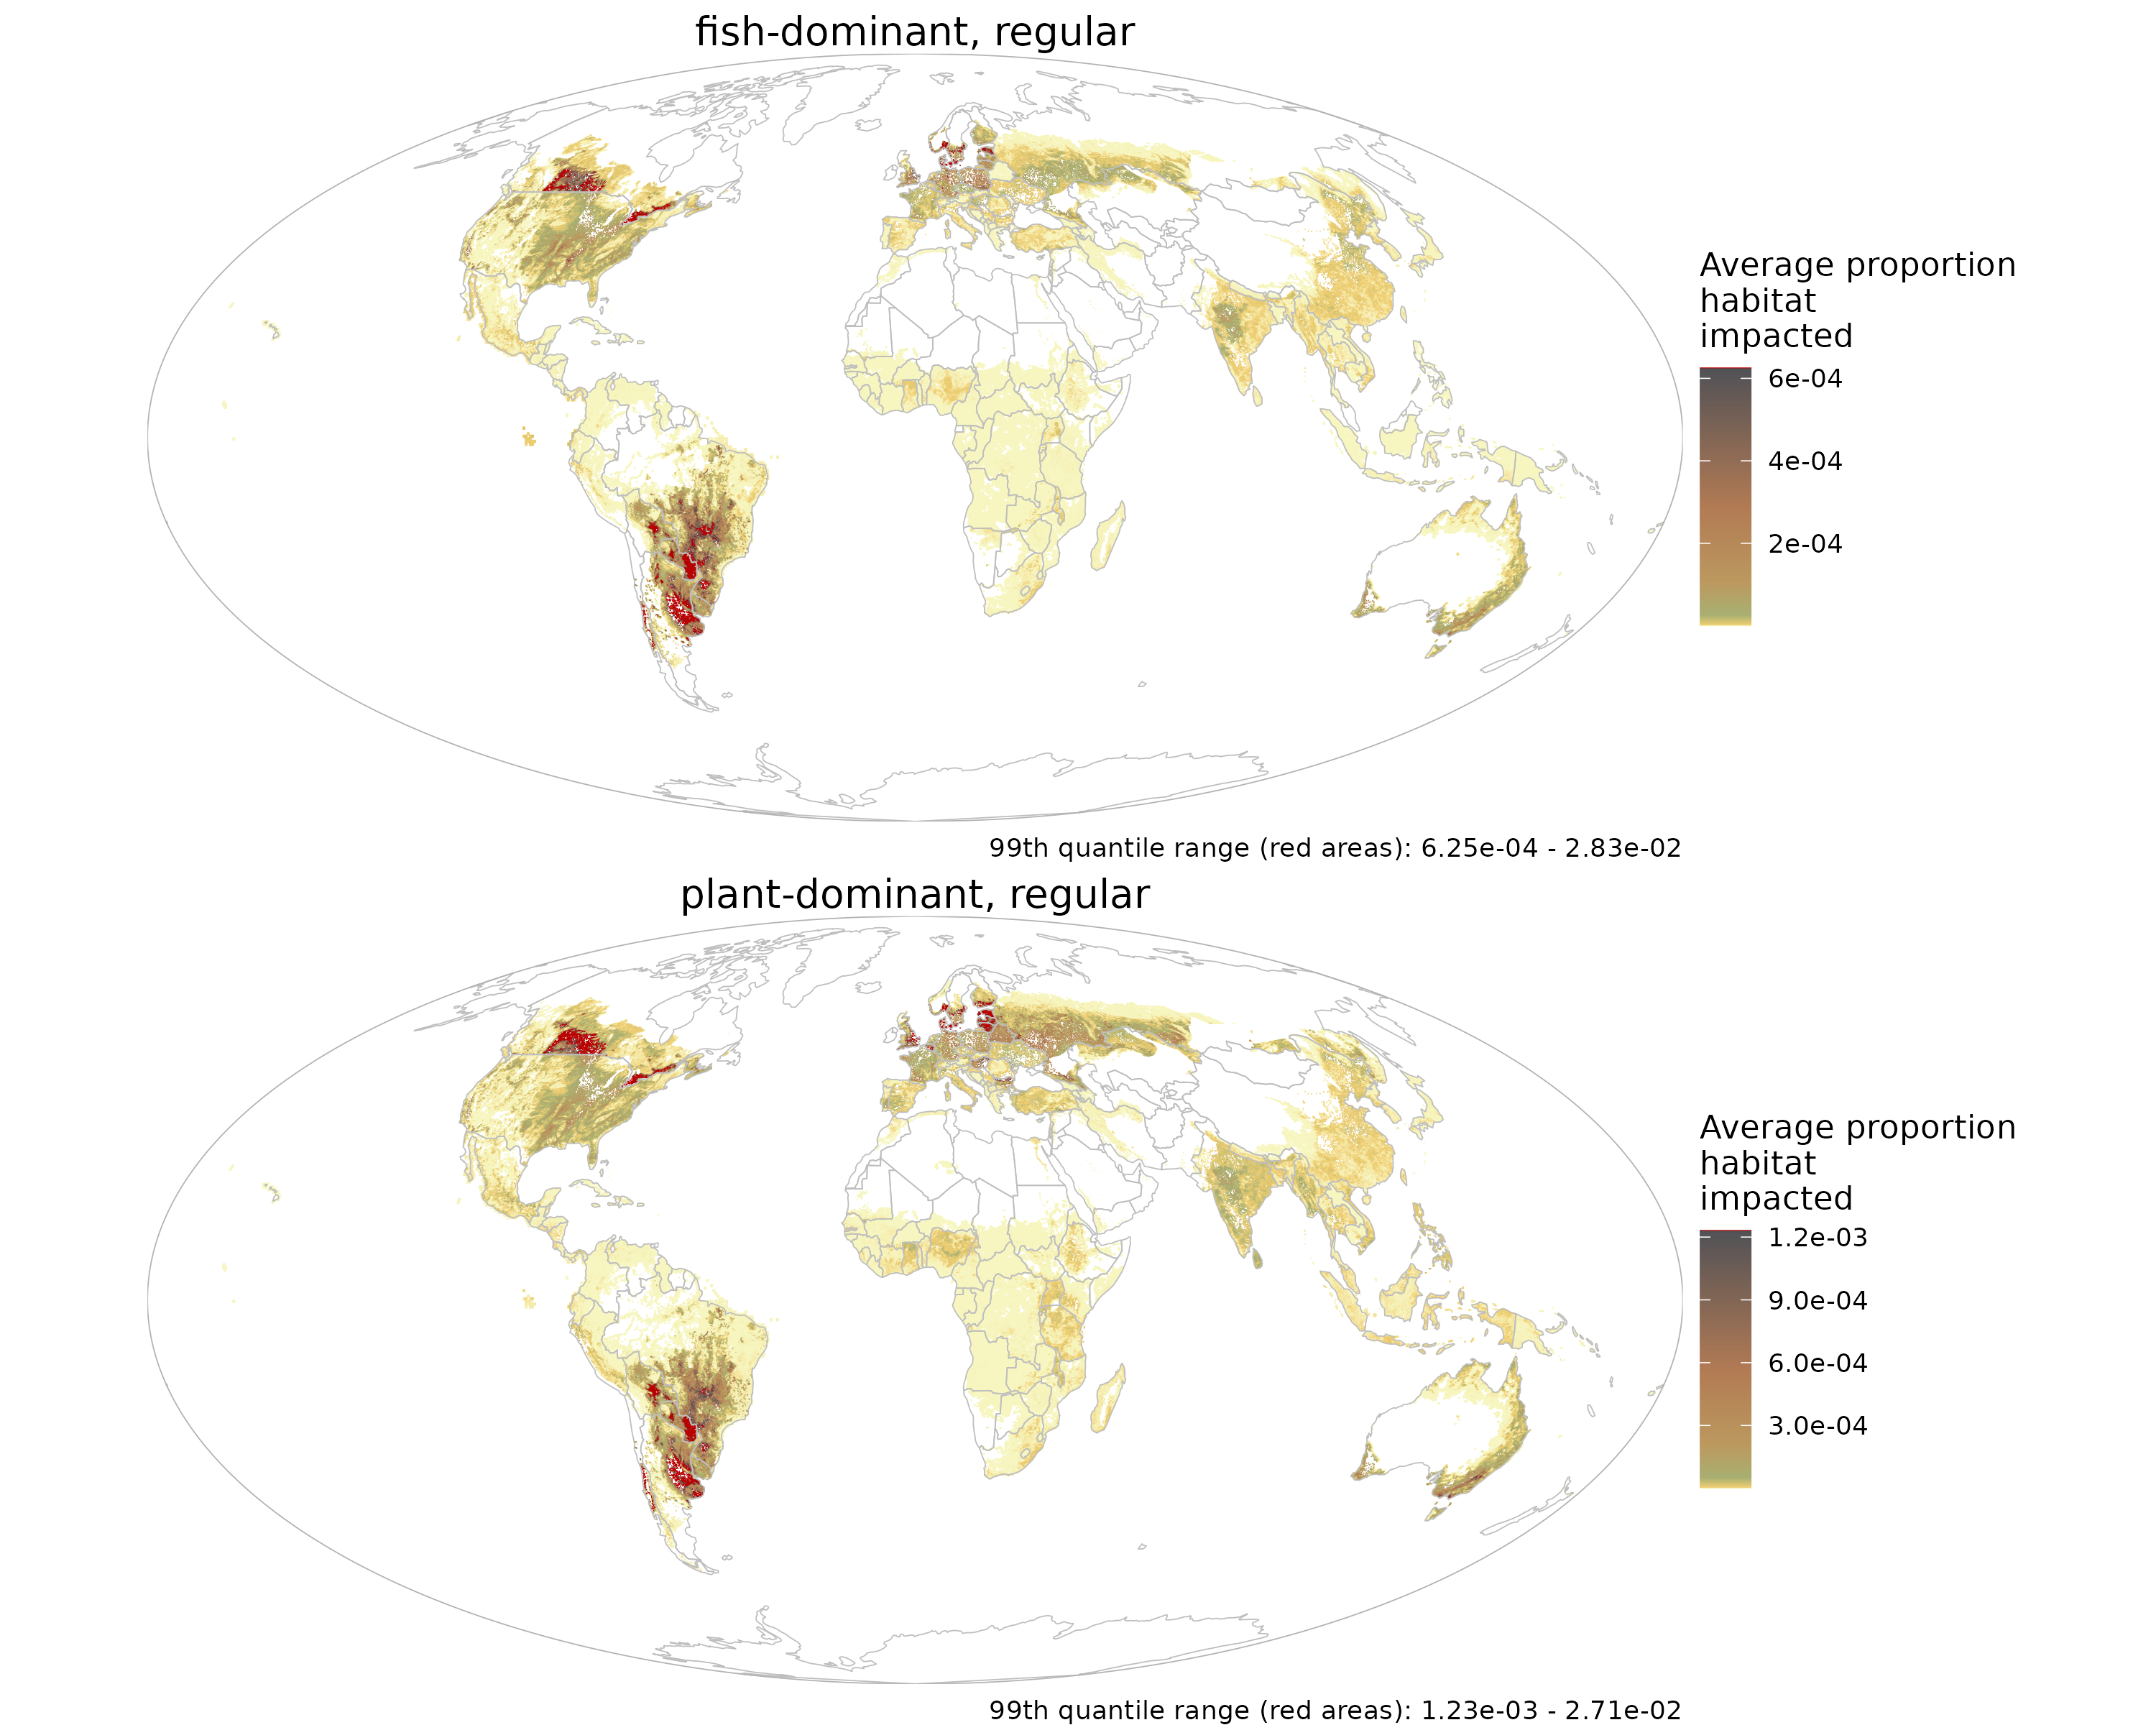 fish-dominant, regular
Average proportion
habitat
impacted
6e-04
4e-04
2e-04
99th quantile range (red areas): 6.25e-04 - 2.83e-02
plant-dominant, regular
Average proportion
habitat
impacted
1.2e-03
9.0e-04
6.0e-04
3.0e-04
99th quantile range (red areas): 1.23e-03 - 2.71e-02